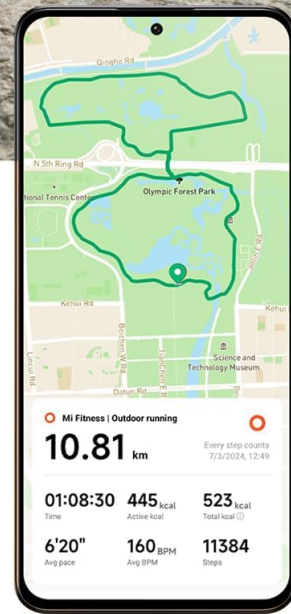 Qinghe Rd
N 5th Ring Rd
tional Tennis Center
Olympic Forest Park
Kehui Rd
Kehui
Beichen W Rd
Lincui Rd
Science and
Technology Museum
Datun Rd
Mi Fitness | Outdoor running
10.81 km
Every step counts
7/3/2024, 12:49
01:08:30
445 kcal
523 kcal
Time
Active kcal
Total kcal
6'20"
160 BPM
11384
Avg pace
Avg BPM
Steps